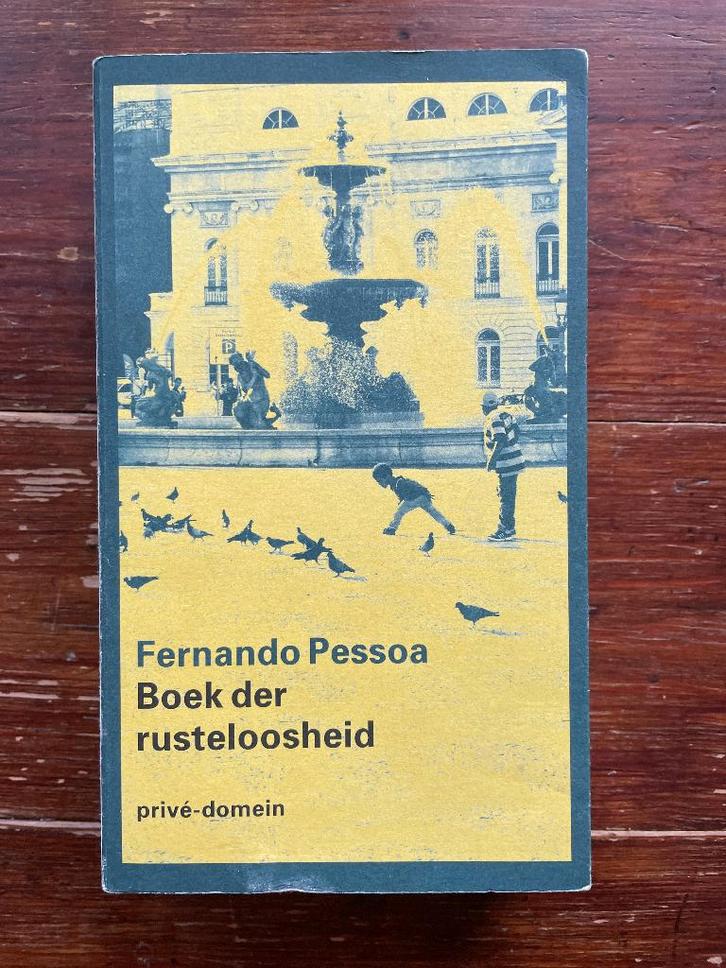 P
Fernando Pessoa
Boek der
rusteloosheid
privé-domein